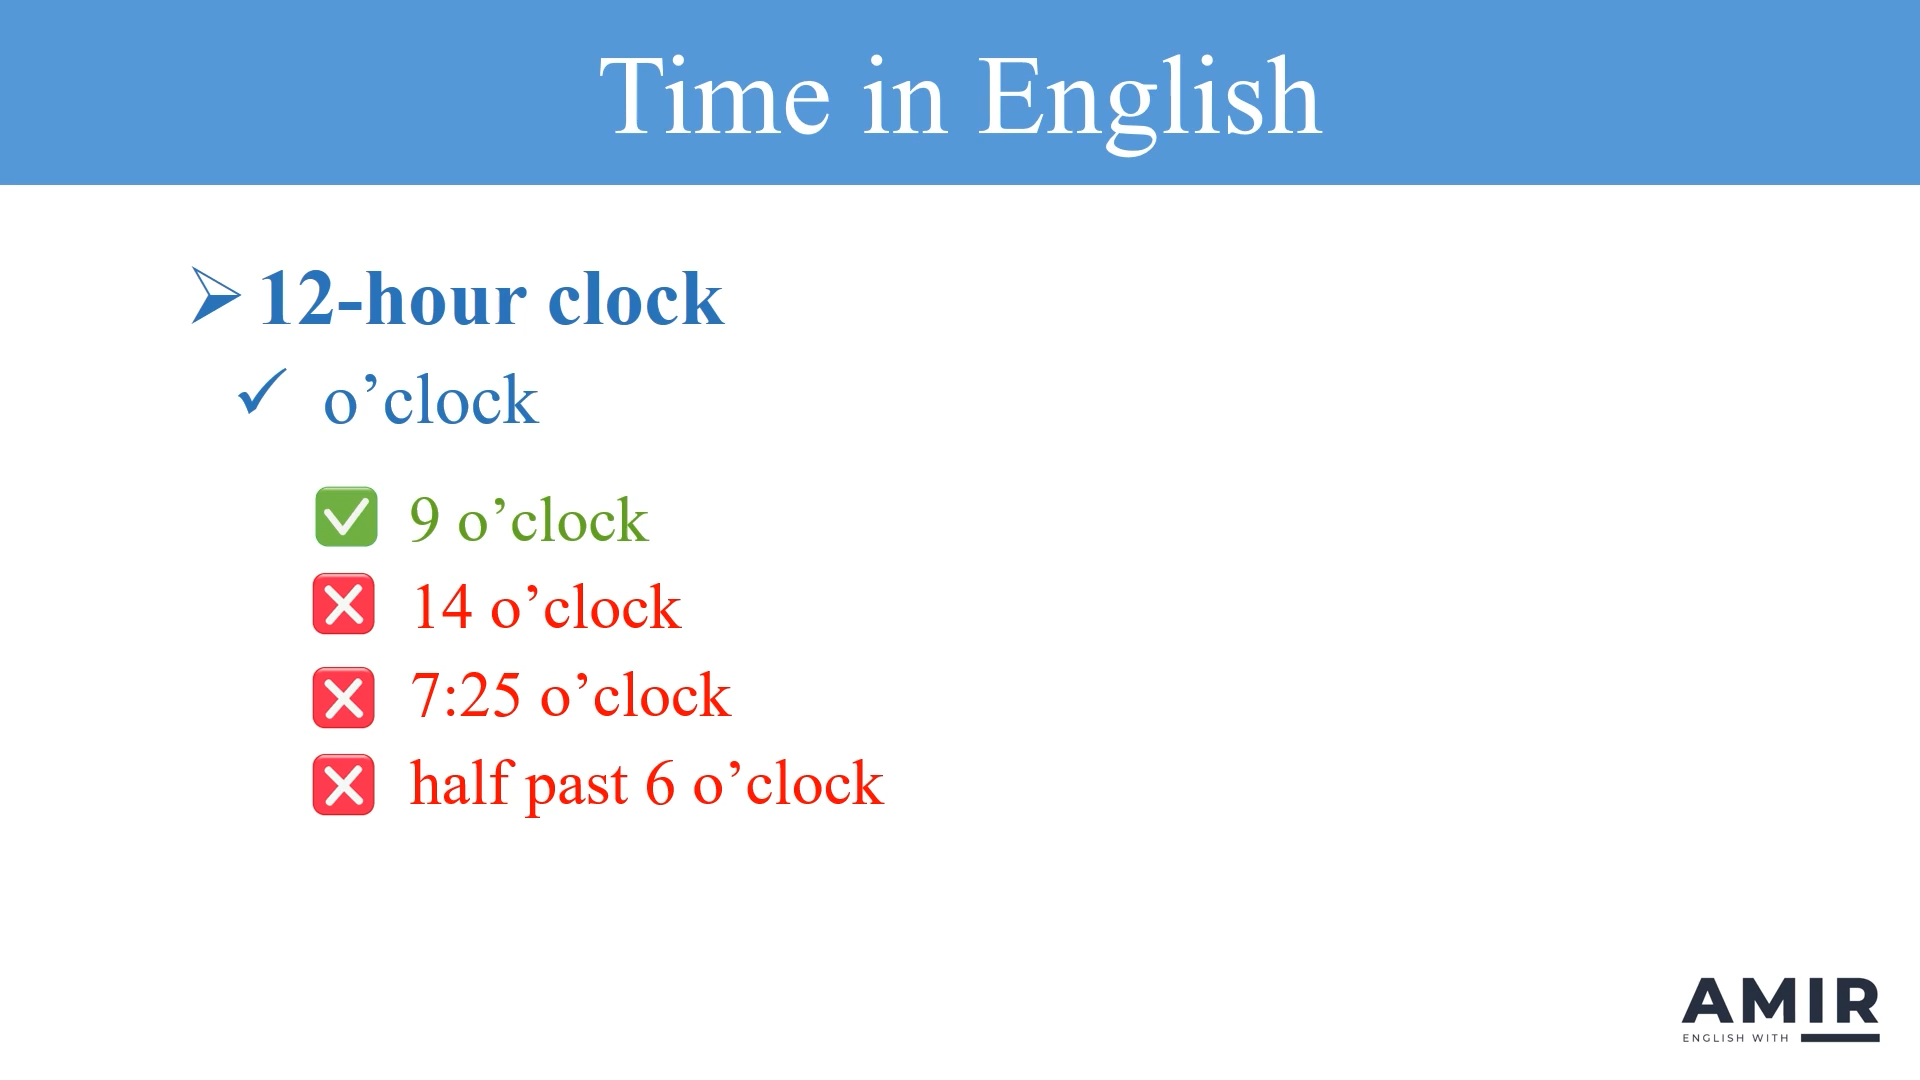 Time in English
12-hour clock
o’clock
9 o’clock
14 o’clock
7:25 o’clock
half past 6 o’clock
AMIR
ENGLISH WITH